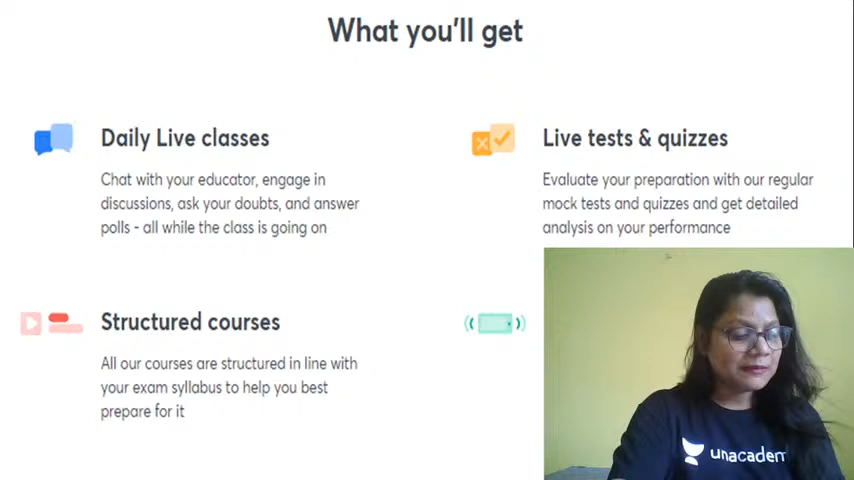 What you'll get
Daily Live classes
Chat with your educator, engage in
discussions, ask your doubts, and answer
polls - all while the class is going on
Live tests & quizzes
Evaluate your preparation with our regular
mock tests and quizzes and get detailed
analysis on your performance
Structured courses
All our courses are structured in line with
your exam syllabus to help you best
prepare for it
unacadem